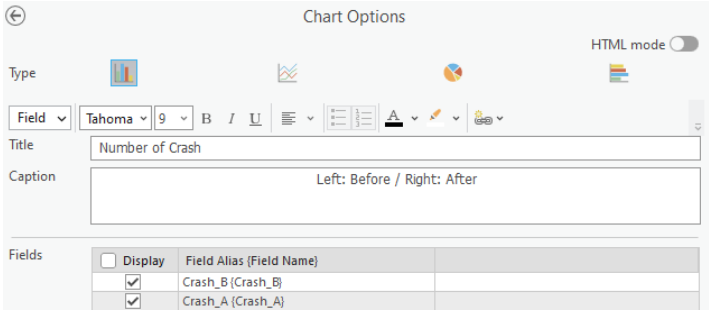 Chart Options
HTML mode
Type
Field Tahoma 9 B I U A
Title Number of Crash
Caption Left: Before / Right: After
Fields Display Field Alias {Field Name}
Crash_B {Crash_B}
Crash_A {Crash_A}